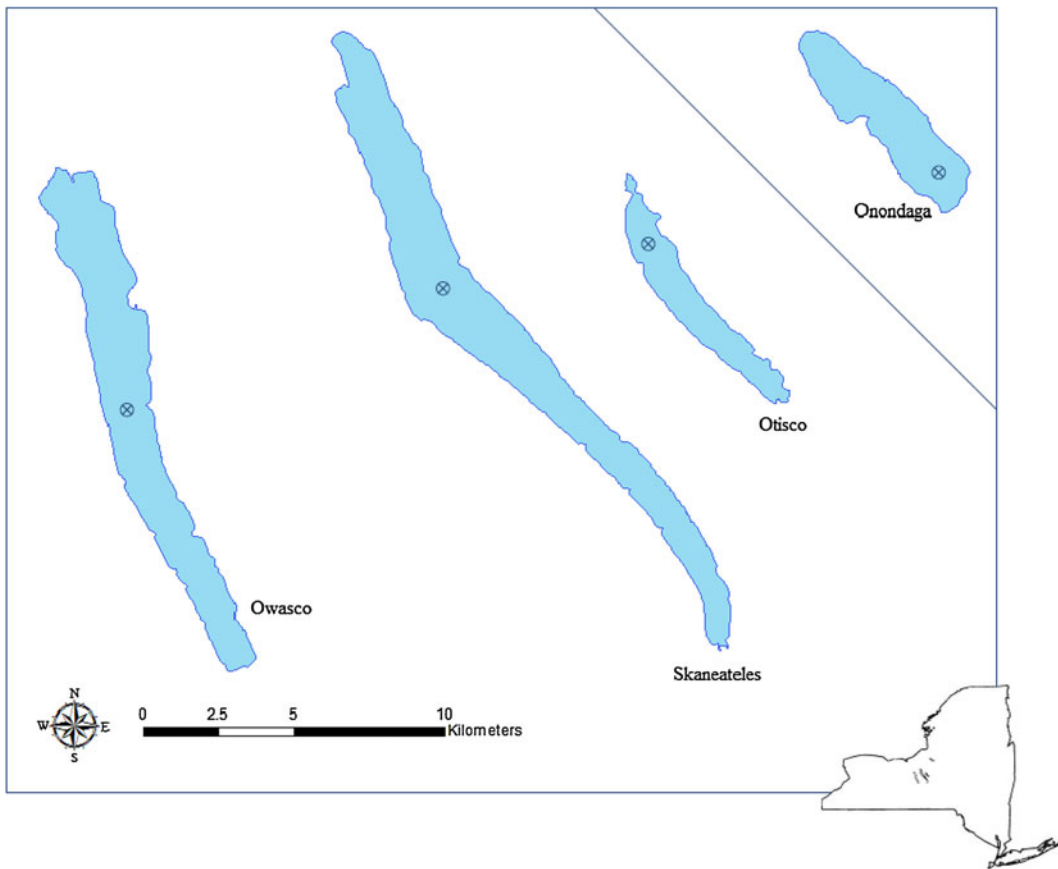 Onondaga
Otisco
Owasco
Skaneateles
N
W E
S
0 2.5 5 10
Kilometers